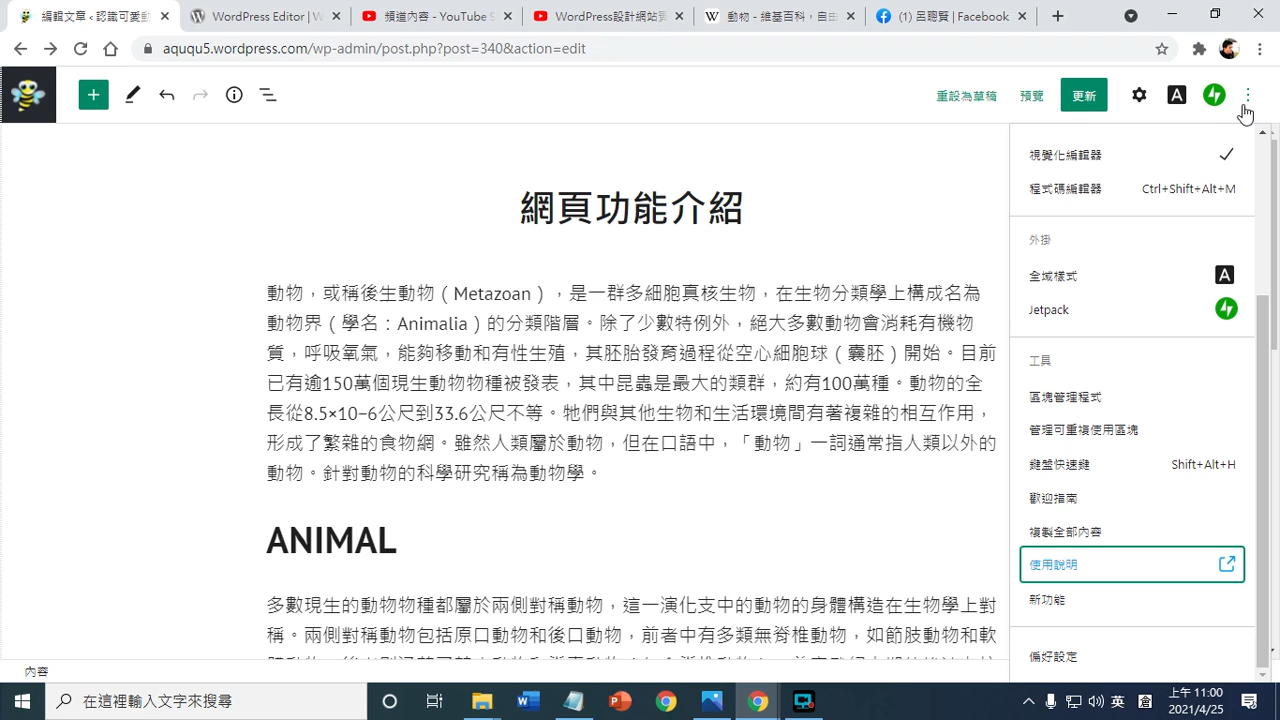 編輯文章 ‹ 認識可愛動
WordPress Editor | W
頻道內容 - YouTube S
WordPress設計網站實
動物 - 維基百科，自由
(1) 呂聰賢 | Facebook
aququ5.wordpress.com/wp-admin/post.php?post=340&action=edit
重設為草稿
預覽
更新
視覺化編輯器
程式碼編輯器 Ctrl+Shift+Alt+M
外掛
全域樣式
Jetpack
工具
區塊管理程式
管理可重複使用區塊
鍵盤快速鍵 Shift+Alt+H
歡迎指南
複製全部內容
使用說明
新功能
偏好設定
網頁功能介紹
動物，或稱後生動物（Metazoan），是一群多細胞真核生物，在生物分類學上構成名為
動物界（學名：Animalia）的分類階層。除了少數特例外，絕大多數動物會消耗有機物
質，呼吸氧氣，能夠移動和有性生殖，其胚胎發育過程從空心細胞球（囊胚）開始。目前
已有逾150萬個現生動物物種被發表，其中昆蟲是最大的類群，約有100萬種。動物的全
長從8.5×10−6公尺到33.6公尺不等。牠們與其他生物和生活環境間有著複雜的相互作用，
形成了繁雜的食物網。雖然人類屬於動物，但在口語中，「動物」一詞通常指人類以外的
動物。針對動物的科學研究稱為動物學。
ANIMAL
多數現生的動物物種都屬於兩側對稱動物，這一演化支中的動物的身體構造在生物學上對
稱。兩側對稱動物包括原口動物和後口動物，前者中有多類無脊椎動物，如節肢動物和軟
內容
在這裡輸入文字來搜尋
英
上午 11:00
2021/4/25